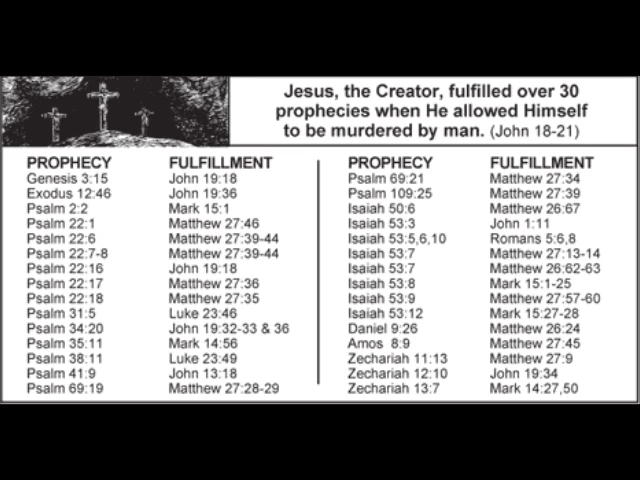 Jesus, the Creator, fulfilled over 30
prophecies when He allowed Himself
to be murdered by man. (John 18-21)
PROPHECY FULFILLMENT
Genesis 3:15 John 19:18
Exodus 12:46 John 19:36
Psalm 2:2 Mark 15:1
Psalm 22:1 Matthew 27:46
Psalm 22:6 Matthew 27:39-44
Psalm 22:7-8 Matthew 27:39-44
Psalm 22:16 John 19:18
Psalm 22:17 Matthew 27:36
Psalm 22:18 Matthew 27:35
Psalm 31:5 Luke 23:46
Psalm 34:20 John 19:32-33 & 36
Psalm 35:11 Mark 14:56
Psalm 38:11 Luke 23:49
Psalm 41:9 John 13:18
Psalm 69:19 Matthew 27:28-29
PROPHECY FULFILLMENT
Psalm 69:21 Matthew 27:34
Psalm 109:25 Matthew 27:39
Isaiah 50:6 Matthew 26:67
Isaiah 53:3 John 1:11
Isaiah 53:5,6,10 Romans 5:6,8
Isaiah 53:7 Matthew 27:13-14
Isaiah 53:7 Matthew 26:62-63
Isaiah 53:8 Mark 15:1-25
Isaiah 53:9 Matthew 27:57-60
Isaiah 53:12 Mark 15:27-28
Daniel 9:26 Matthew 26:24
Amos 8:9 Matthew 27:45
Zechariah 11:13 Matthew 27:9
Zechariah 12:10 John 19:34
Zechariah 13:7 Mark 14:27,50